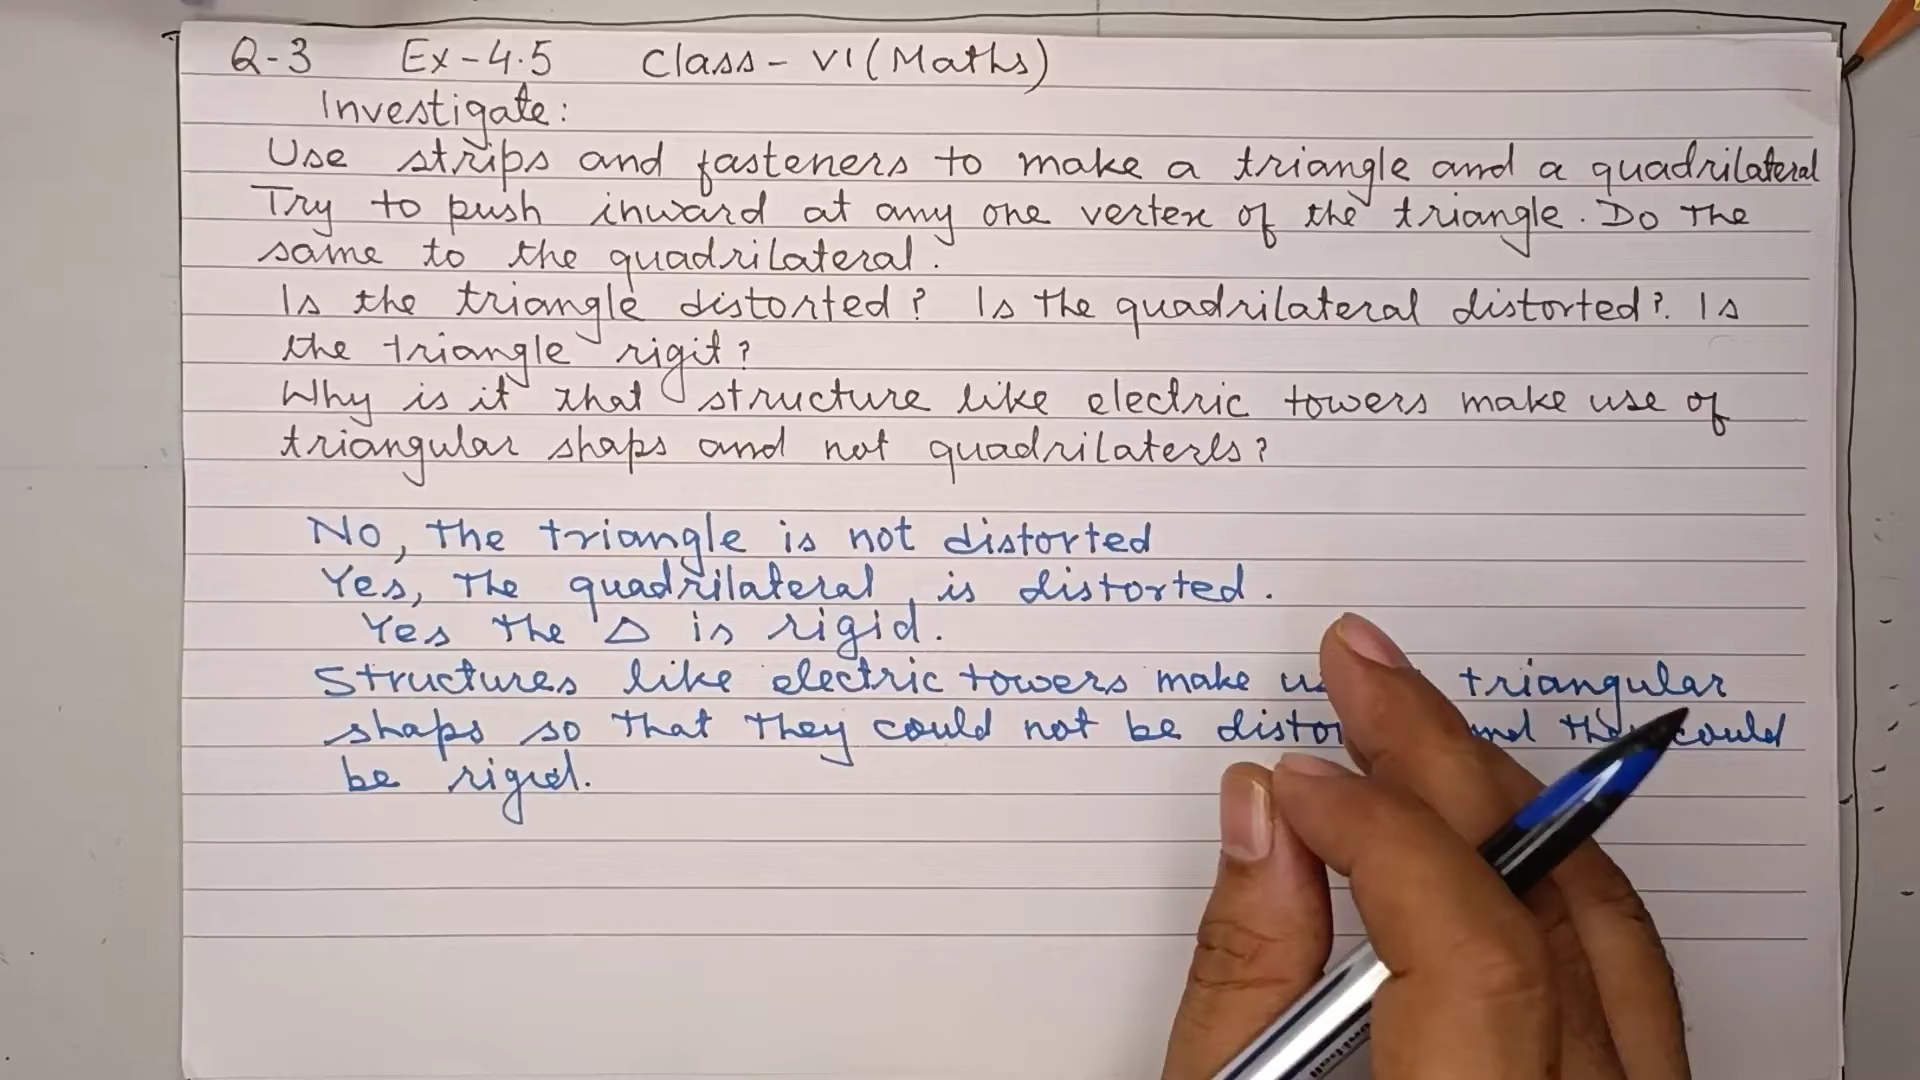 Q-3 Ex-4.5 Class-VI (Maths)
Investigate:
Use strips and fasteners to make a triangle and a quadrilateral
Try to push inward at any one vertex of the triangle. Do the
same to the quadrilateral.
Is the triangle distorted? Is the quadrilateral distorted? Is
the triangle rigit?
Why is it that structure like electric towers make use of
triangular shaps and not quadrilaterls?
No, the triangle is not distorted
Yes, The quadrilateral is distorted.
Yes the Δ is rigid.
Structures like electric towers make triangular
shaps so that they could not be could
be rigid.